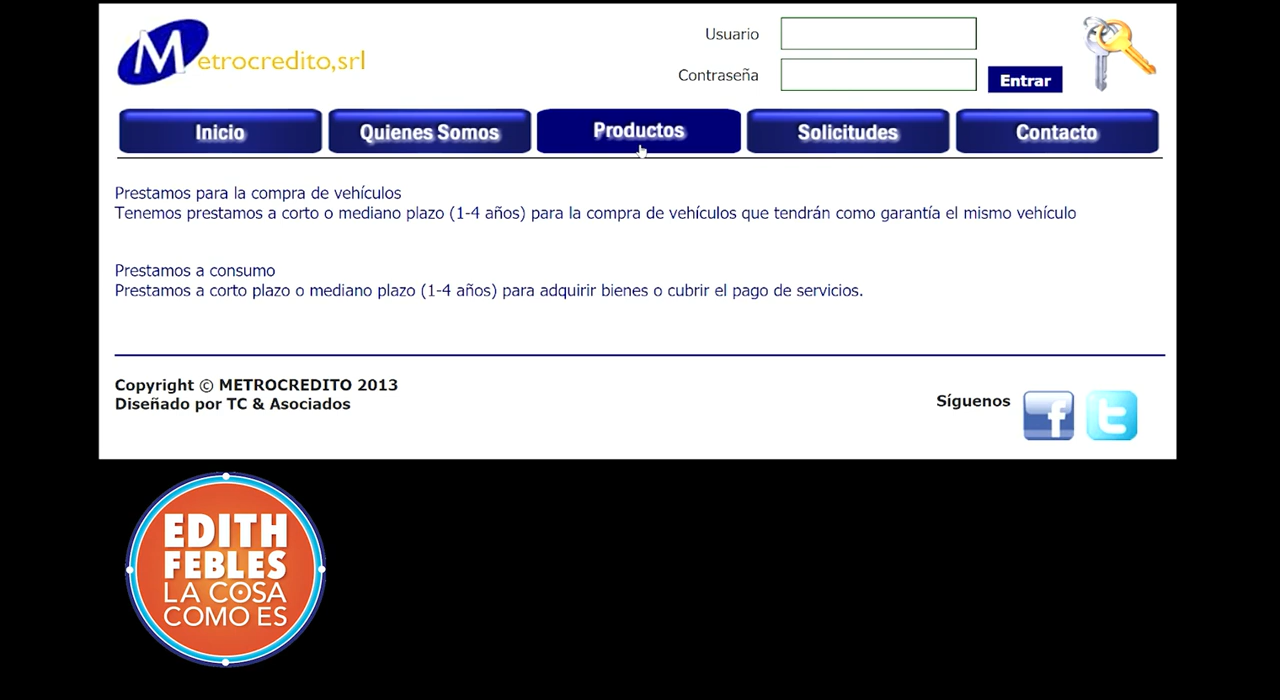 Metrocredito,srl
Usuario
Contraseña
Entrar
Inicio
Quienes Somos
Productos
Solicitudes
Contacto
Prestamos para la compra de vehículos
Tenemos prestamos a corto o mediano plazo (1-4 años) para la compra de vehículos que tendrán como garantía el mismo vehículo
Prestamos a consumo
Prestamos a corto plazo o mediano plazo (1-4 años) para adquirir bienes o cubrir el pago de servicios.
Copyright © METROCREDITO 2013
Diseñado por TC & Asociados
Síguenos
f
t
EDITH
FEBLES
LA COSA
COMO ES